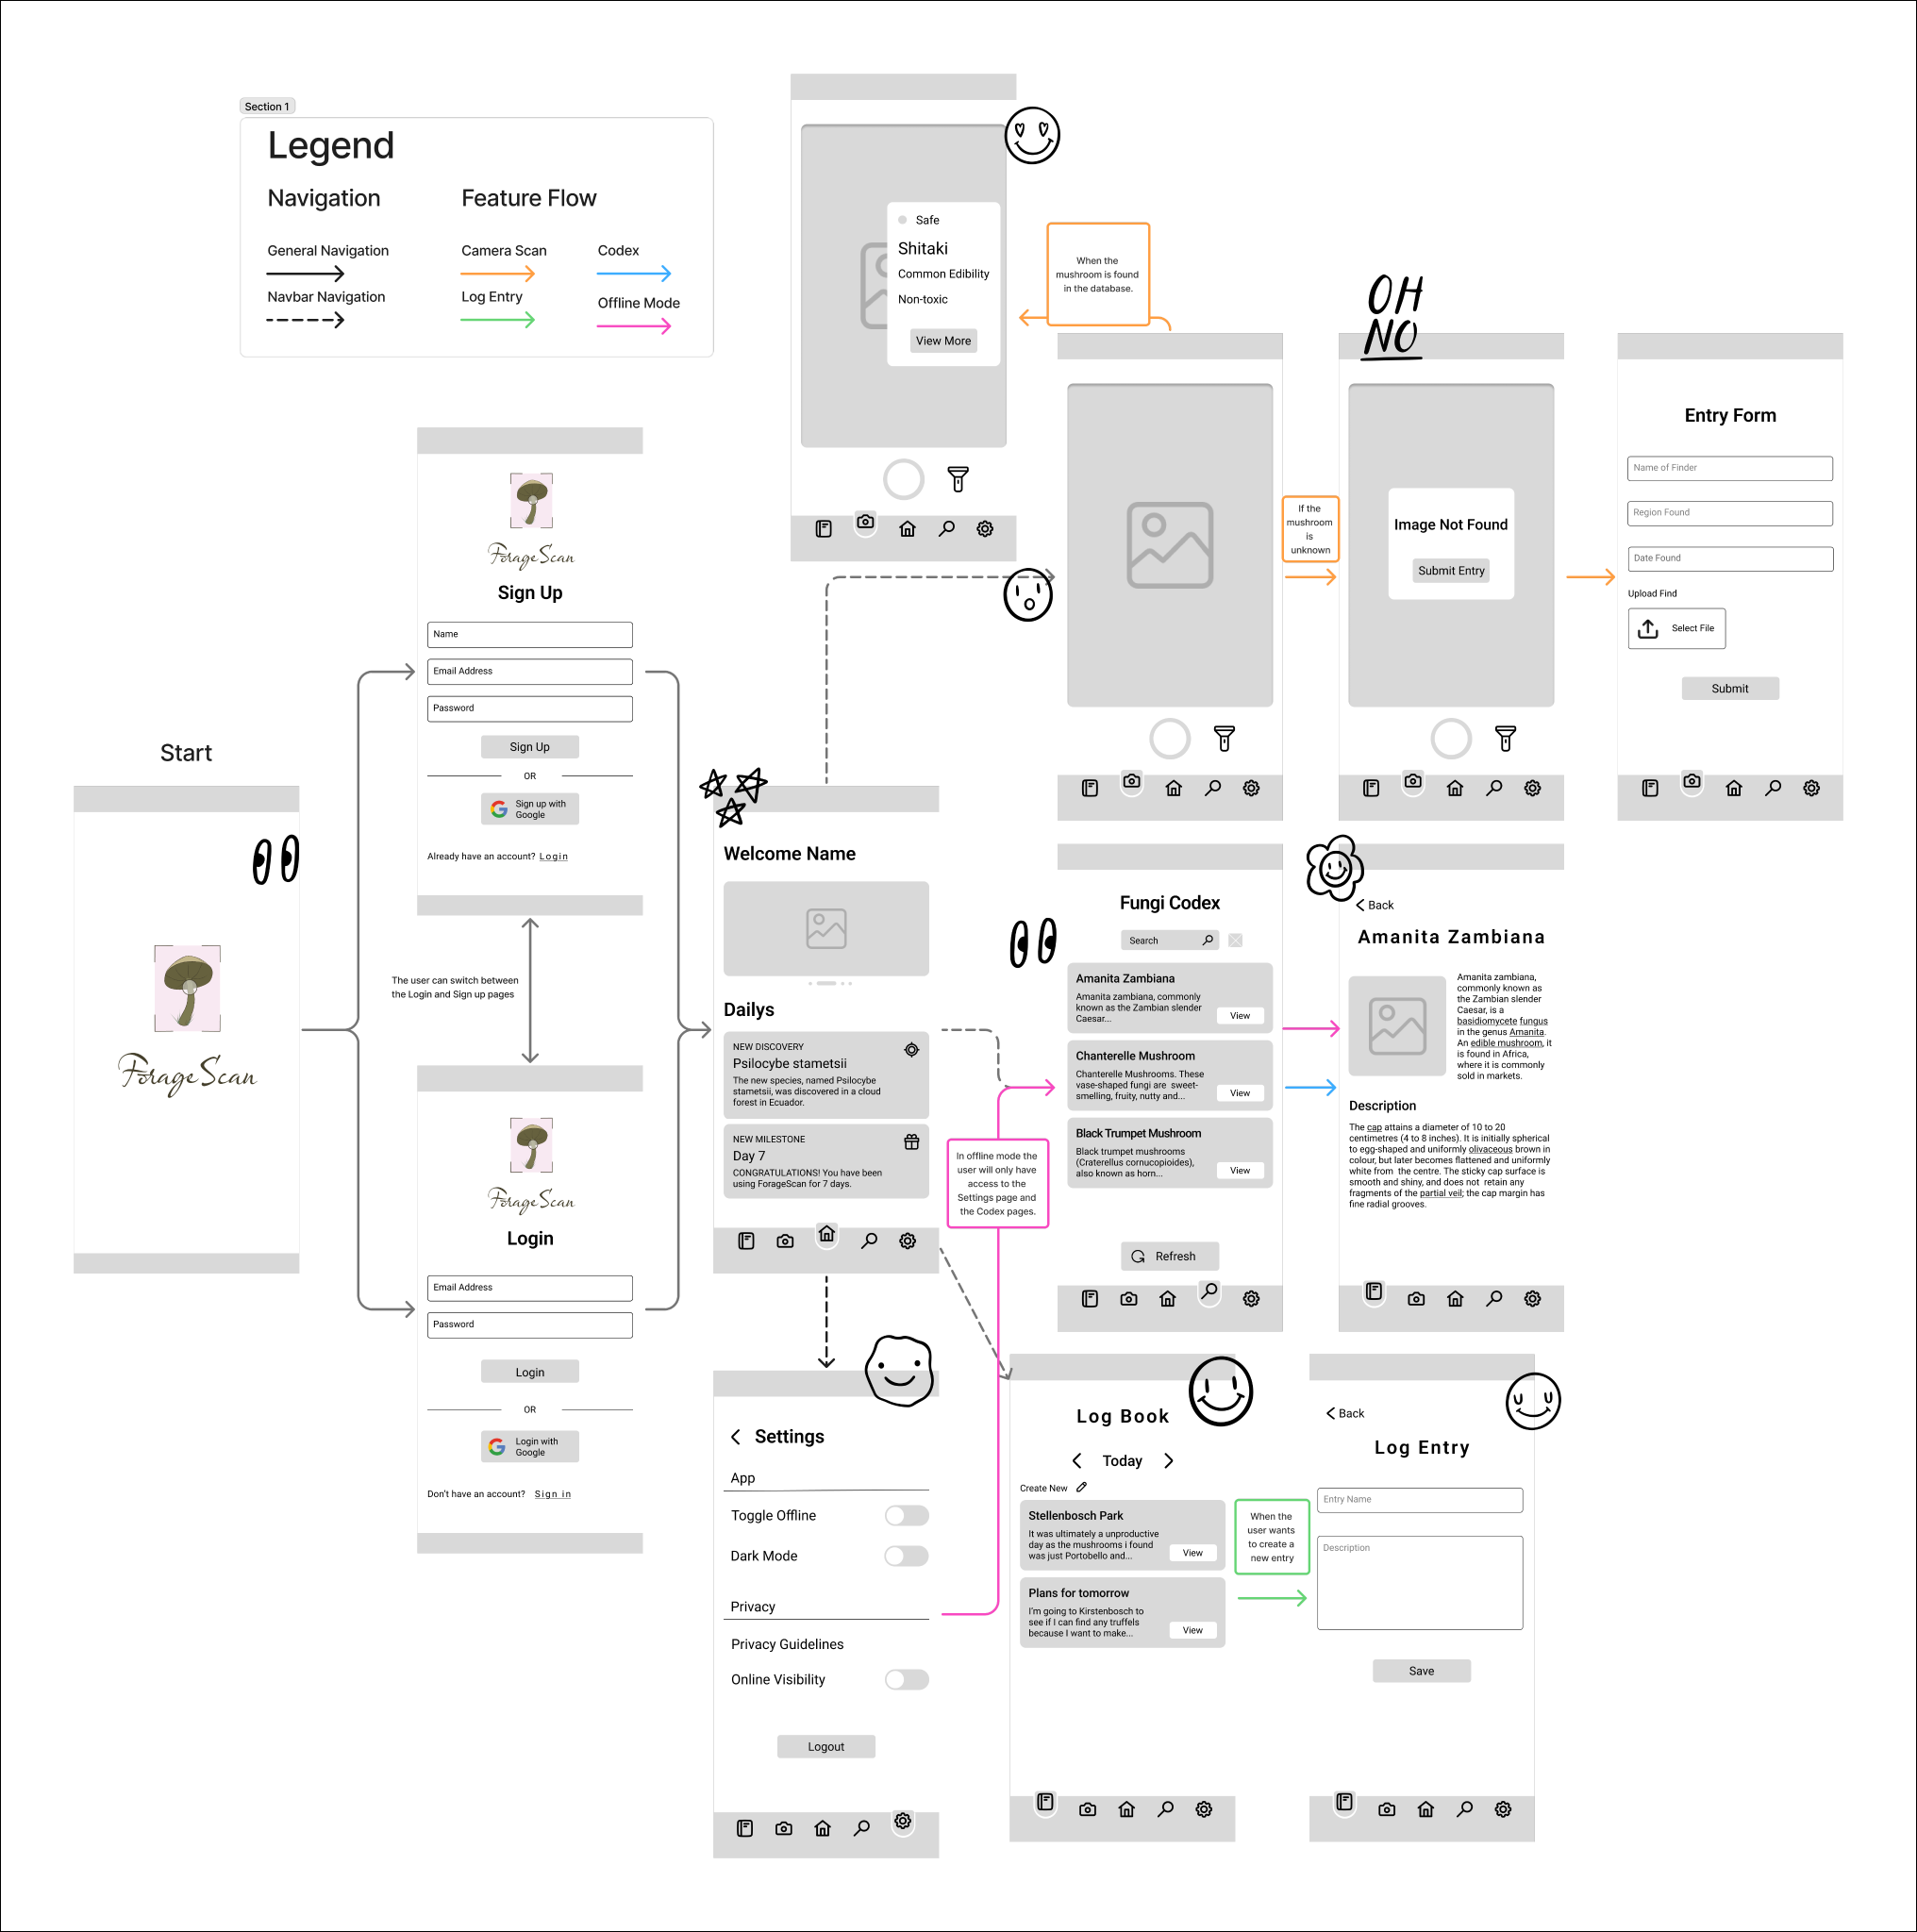 Section 1
Legend
Navigation
Feature Flow
General Navigation
Camera Scan
Codex
Navbar Navigation
Log Entry
Offline Mode
Safe
Shitaki
Common Edibility
Non-toxic
View More
When the
mushroom is found
in the database.
If the
mushroom
is
unknown
OH
NO
Image Not Found
Submit Entry
Entry Form
Name of Finder
Region Found
Date Found
Upload Find
Select File
Submit
Start
ForageScan
ForageScan
Sign Up
Name
Email Address
Password
Sign Up
OR
Sign up with
Google
Already have an account? Login
The user can switch between
the Login and Sign up pages
ForageScan
Login
Email Address
Password
Login
OR
Login with
Google
Don't have an account? Sign in
Welcome Name
Dailys
NEW DISCOVERY
Psilocybe stametsii
The new species, named Psilocybe
stametsii, was discovered in a cloud
forest in Ecuador.
NEW MILESTONE
Day 7
CONGRATULATIONS! You have been
using ForageScan for 7 days.
In offline mode the
user will only have
access to the
Settings page and
the Codex pages.
Fungi Codex
Search
Amanita Zambiana
Amanita zambiana, commonly
known as the Zambian slender
Caesar...
View
Chanterelle Mushroom
Chanterelle Mushrooms. These
vase-shaped fungi are sweet-
smelling, fruity, nutty and...
View
Black Trumpet Mushroom
Black trumpet mushrooms
(Craterellus cornucopioides),
also known as horn...
View
Refresh
Back
Amanita Zambiana
Amanita zambiana,
commonly known as
the Zambian slender
Caesar, is a
basidiomycete fungus
in the genus Amanita.
An edible mushroom, it
is found in Africa,
where it is commonly
sold in markets.
Description
The cap attains a diameter of 10 to 20
centimetres (4 to 8 inches). It is initially spherical
to egg-shaped and uniformly olivaceous brown in
colour, but later becomes flattened and uniformly
white from the centre. The sticky cap surface is
smooth and shiny, and does not retain any
fragments of the partial veil; the cap margin has
fine radial grooves.
Settings
App
Toggle Offline
Dark Mode
Privacy
Privacy Guidelines
Online Visibility
Logout
Log Book
Today
Create New
Stellenbosch Park
It was ultimately a unproductive
day as the mushrooms i found
was just Portobello and...
View
Plans for tomorrow
I'm going to Kirstenbosch to
see if I can find any truffels
because I want to make...
View
When the
user wants
to create a
new entry
Back
Log Entry
Entry Name
Description
Save